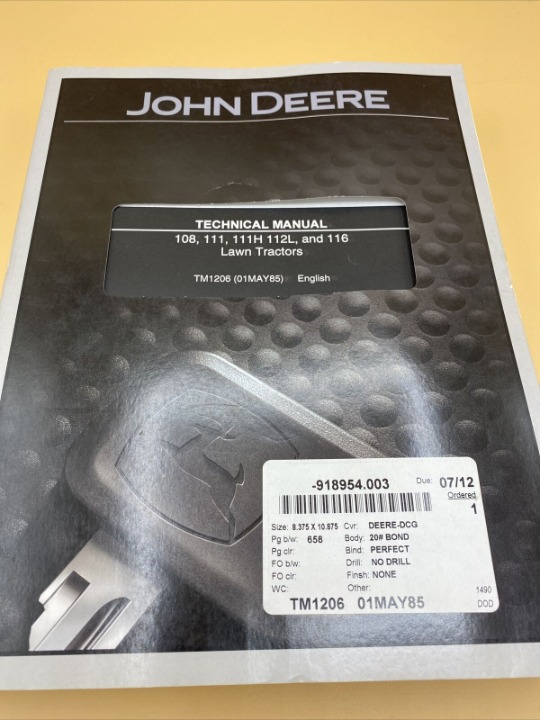 JOHN DEERE
TECHNICAL MANUAL
108, 111, 111H 112L, and 116
Lawn Tractors
TM1206 (01MAY85) English
-918954.003 Due: 07/12
Ordered
1
Size: 8.375 X 10.875 Cvr: DEERE-DCG
Pg b/w: 658 Body: 20# BOND
Pg clr: Bind: PERFECT
FO b/w: Drill: NO DRILL
FO clr: Finsh: NONE
WC: Other: 1490
TM1206 01MAY85 DOD